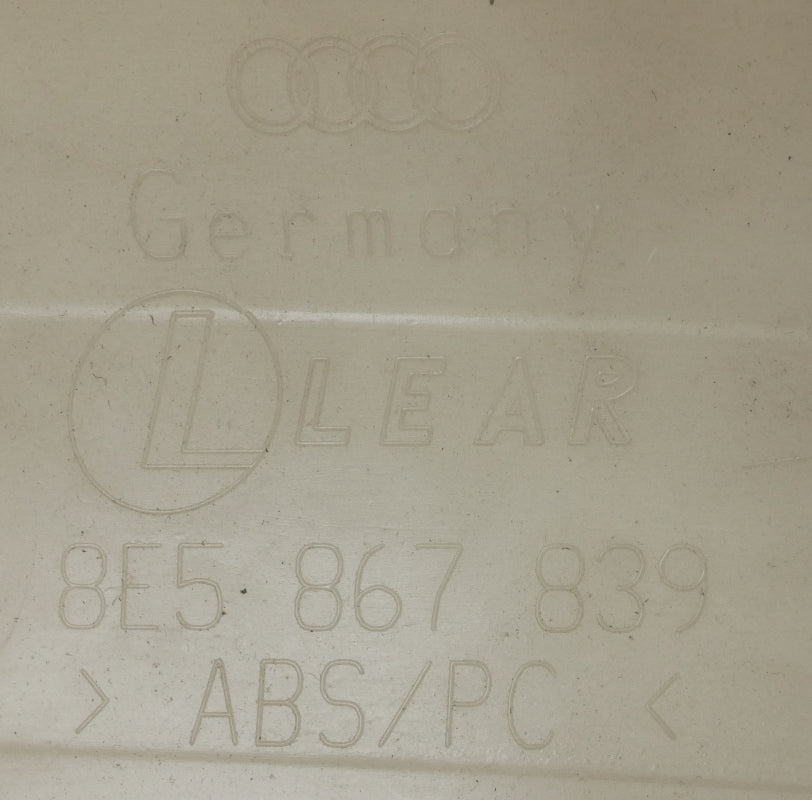 Germany
L LEAR
8E5 867 839
> ABS/PC <